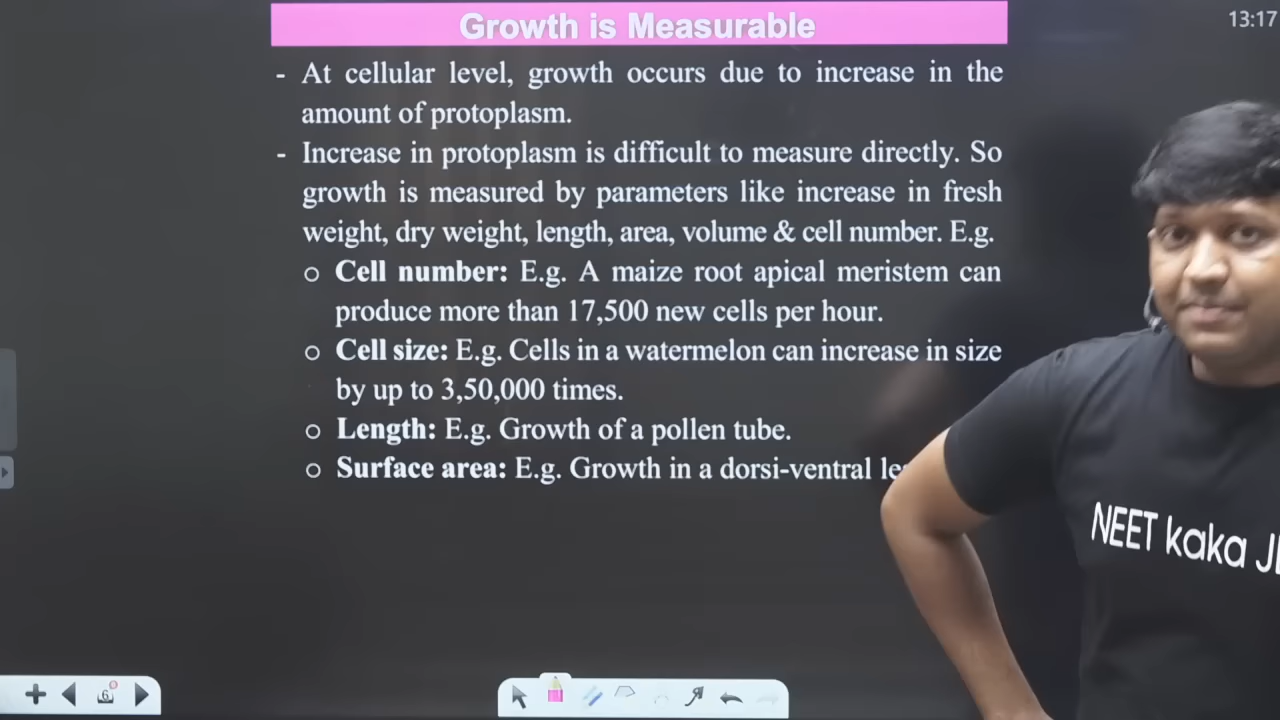 Growth is Measurable
13:17
- At cellular level, growth occurs due to increase in the
amount of protoplasm.
- Increase in protoplasm is difficult to measure directly. So
growth is measured by parameters like increase in fresh
weight, dry weight, length, area, volume & cell number. E.g.
o Cell number: E.g. A maize root apical meristem can
produce more than 17,500 new cells per hour.
o Cell size: E.g. Cells in a watermelon can increase in size
by up to 3,50,000 times.
o Length: E.g. Growth of a pollen tube.
o Surface area: E.g. Growth in a dorsi-ventral
NEET kaka
6